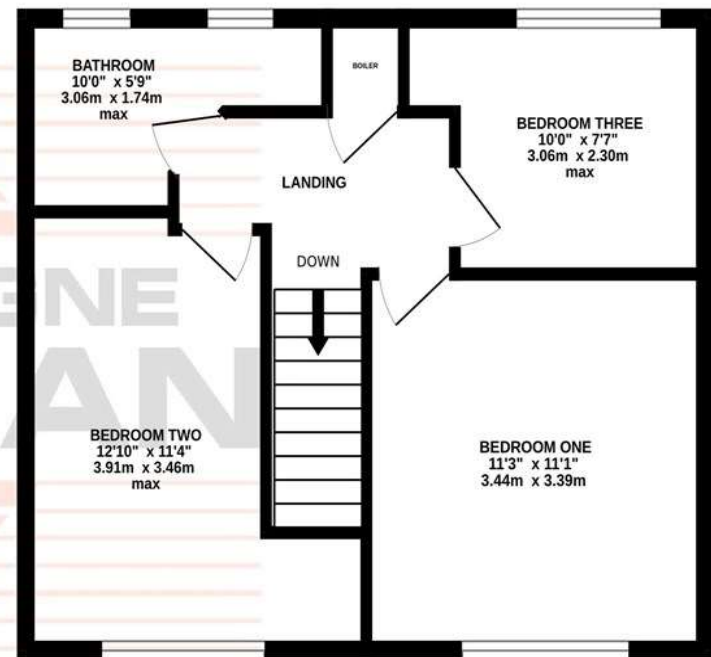 BATHROOM
10'0" x 5'9"
3.06m x 1.74m
max
BOILER
BEDROOM THREE
10'0" x 7'7"
3.06m x 2.30m
max
LANDING
DOWN
GNE
AN
BEDROOM TWO
12'10" x 11'4"
3.91m x 3.46m
max
BEDROOM ONE
11'3" x 11'1"
3.44m x 3.39m